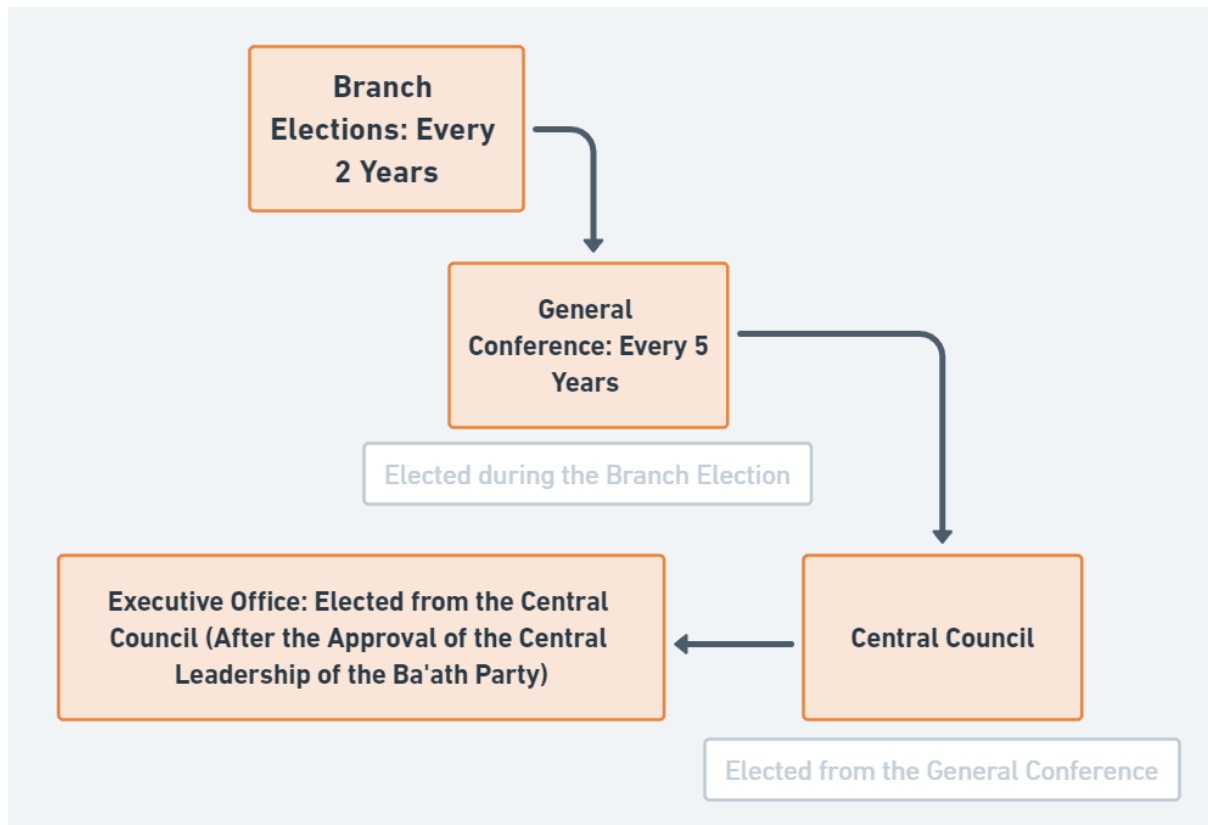 Branch
Elections: Every
2 Years
General
Conference: Every 5
Years
Elected during the Branch Election
Executive Office: Elected from the Central
Council (After the Approval of the Central
Leadership of the Ba'ath Party)
Central Council
Elected from the General Conference